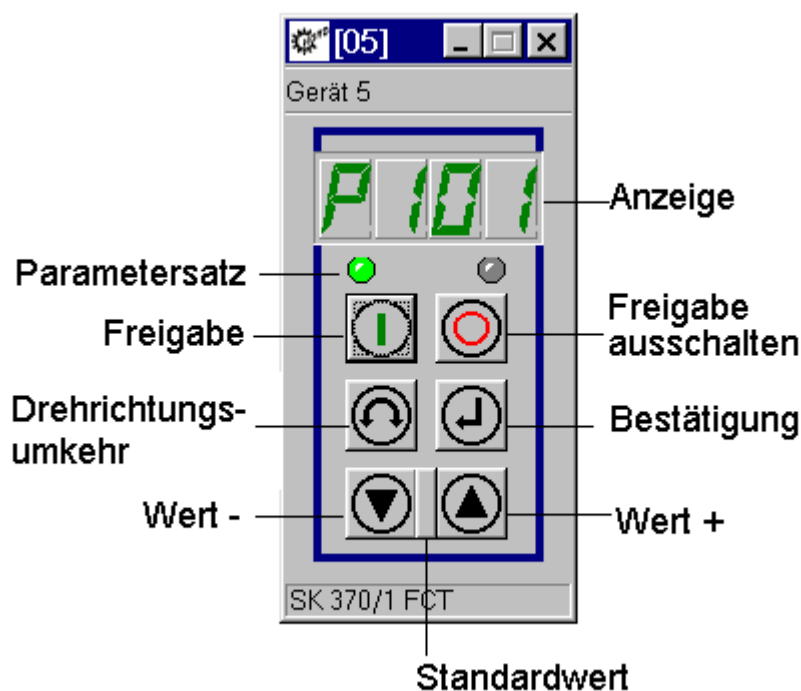 [05]
Gerät 5
P101
Anzeige
Parametersatz
Freigabe
Freigabe
ausschalten
Drehrichtungs-
umkehr
Bestätigung
Wert -
Wert +
SK 370/1 FCT
Standardwert